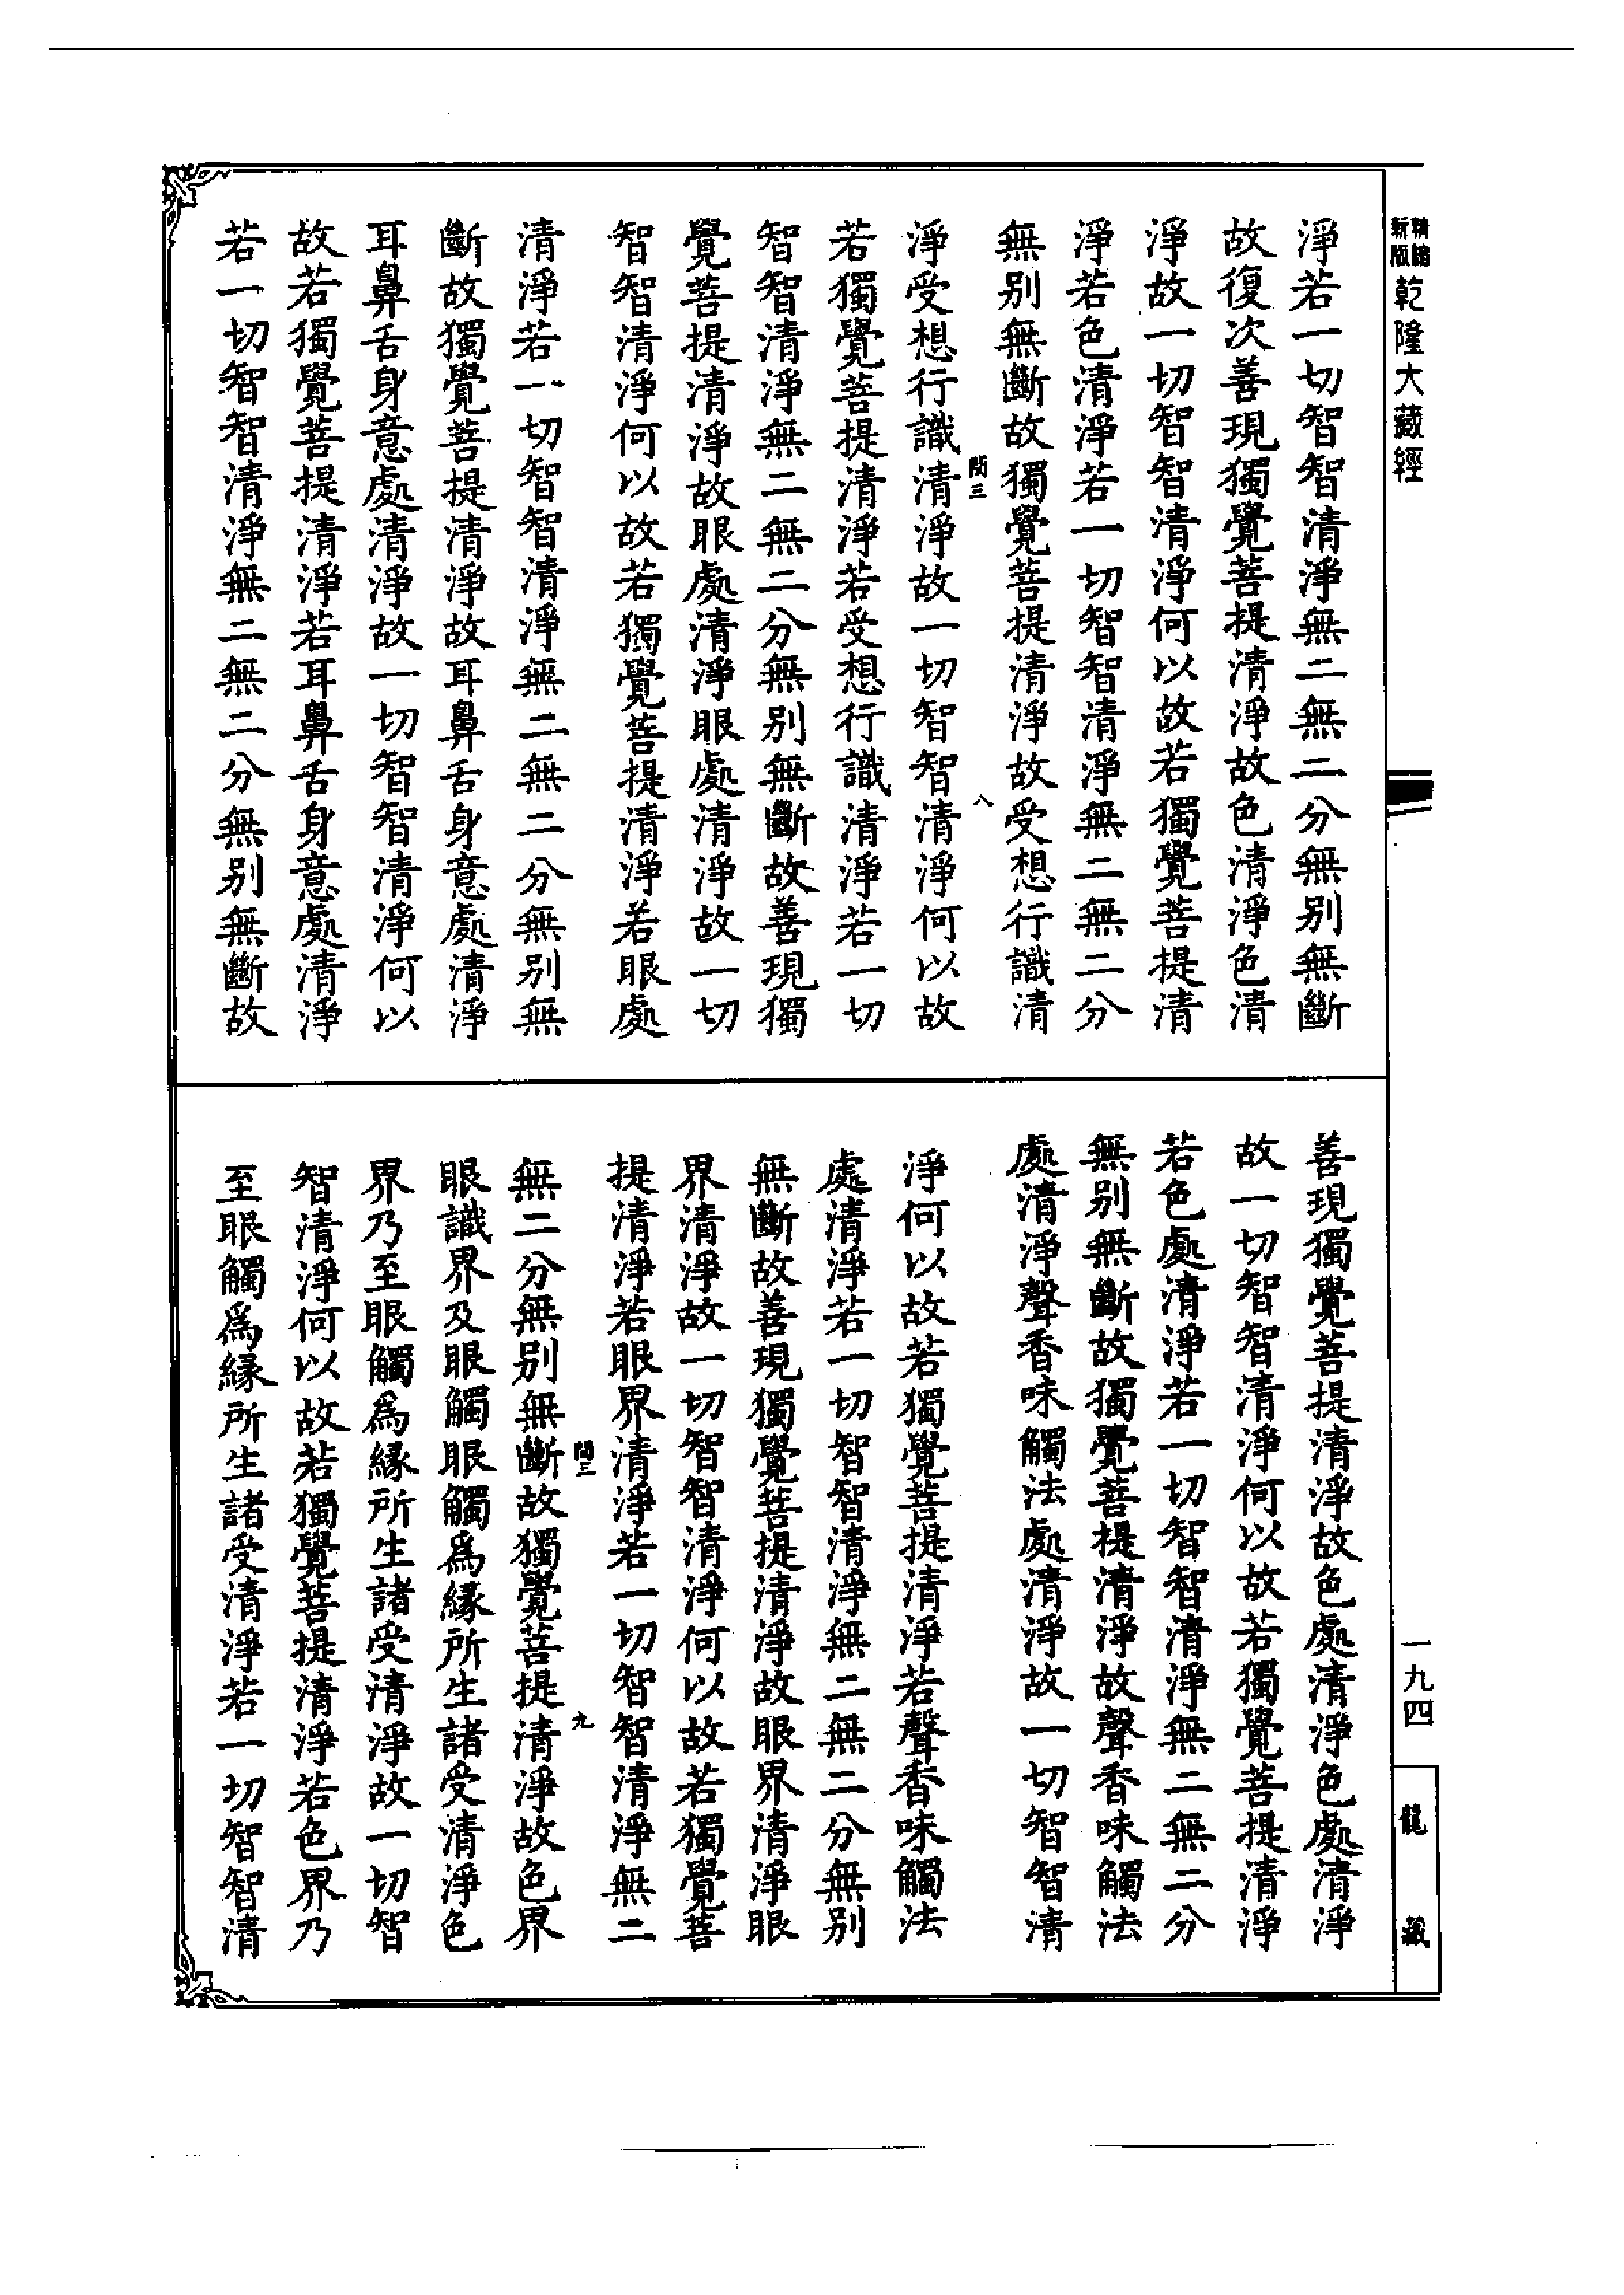 新版
精縮
乾隆大藏經
一九四
龍藏
淨若一切智智清淨無二無二分無別無斷
故復次善現獨覺菩提清淨故色清淨色清
淨故一切智智清淨何以故若獨覺菩提清
淨若色清淨若一切智智清淨無二無二分
無別無斷故獨覺菩提清淨故受想行識清
八
淨受想行識清淨故一切智智清淨何以故
若獨覺菩提清淨若受想行識清淨若一切
智智清淨無二無二分無別無斷故善現獨
覺菩提清淨故眼處清淨眼處清淨故一切
智智清淨何以故若獨覺菩提清淨若眼處
清淨若一切智智清淨無二無二分無別無
斷故獨覺菩提清淨故耳鼻舌身意處清淨
耳鼻舌身意處清淨故一切智智清淨何以
故若獨覺菩提清淨若耳鼻舌身意處清淨
若一切智智清淨無二無二分無別無斷故
善現獨覺菩提清淨故色處清淨色處清淨
故一切智智清淨何以故若獨覺菩提清淨
若色處清淨若一切智智清淨無二無二分
無別無斷故獨覺菩提清淨故聲香味觸法
處清淨聲香味觸法處清淨故一切智智清
淨何以故若獨覺菩提清淨若聲香味觸法
處清淨若一切智智清淨無二無二分無別
無斷故善現獨覺菩提清淨故眼界清淨眼
界清淨故一切智智清淨何以故若獨覺菩
提清淨若眼界清淨若一切智智清淨無二
九
無二分無別無斷故獨覺菩提清淨故色界
眼識界及眼觸眼觸為緣所生諸受清淨色
界乃至眼觸為緣所生諸受清淨故一切智
智清淨何以故若獨覺菩提清淨若色界乃
至眼觸為緣所生諸受清淨若一切智智清